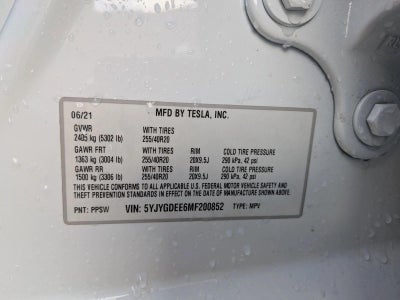 06/21 MFD BY TESLA, INC.
GVWR WITH TIRES
2405 kg (5302 lb) 255/40R20
GAWR FRT WITH TIRES RIM COLD TIRE PRESSURE
1363 kg (3004 lb) 255/40R20 20X9.5J 290 kPa, 42 psi
GAWR RR WITH TIRES RIM COLD TIRE PRESSURE
1500 kg (3306 lb) 255/40R20 20X9.5J 290 kPa, 42 psi
THIS VEHICLE CONFORMS TO ALL APPLICABLE U.S. FEDERAL MOTOR VEHICLE SAFETY AND
THEFT PREVENTION STANDARDS IN EFFECT ON THE DATE OF MANUFACTURE SHOWN ABOVE.
PNT: PPSW VIN: 5YJYGDEE6MF200852 TYPE: MPV